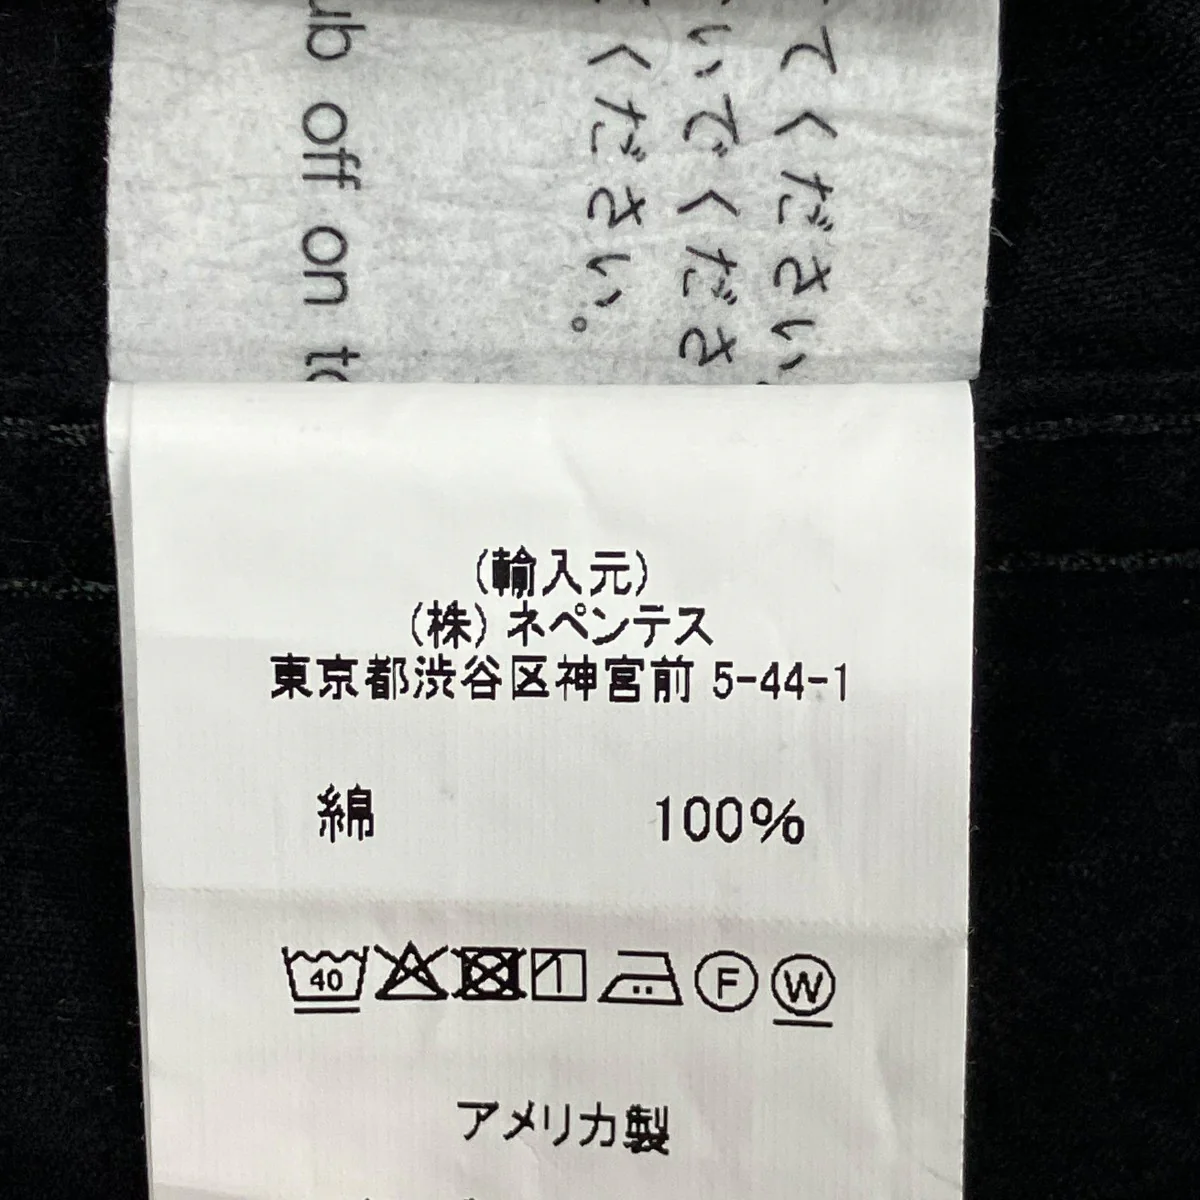 ub off on to
てください。
いでくださ
ください。
(輸入元)
(株) ネペンテス
東京都渋谷区神宮前 5-44-1
綿 100%
40
F
W
アメリカ製